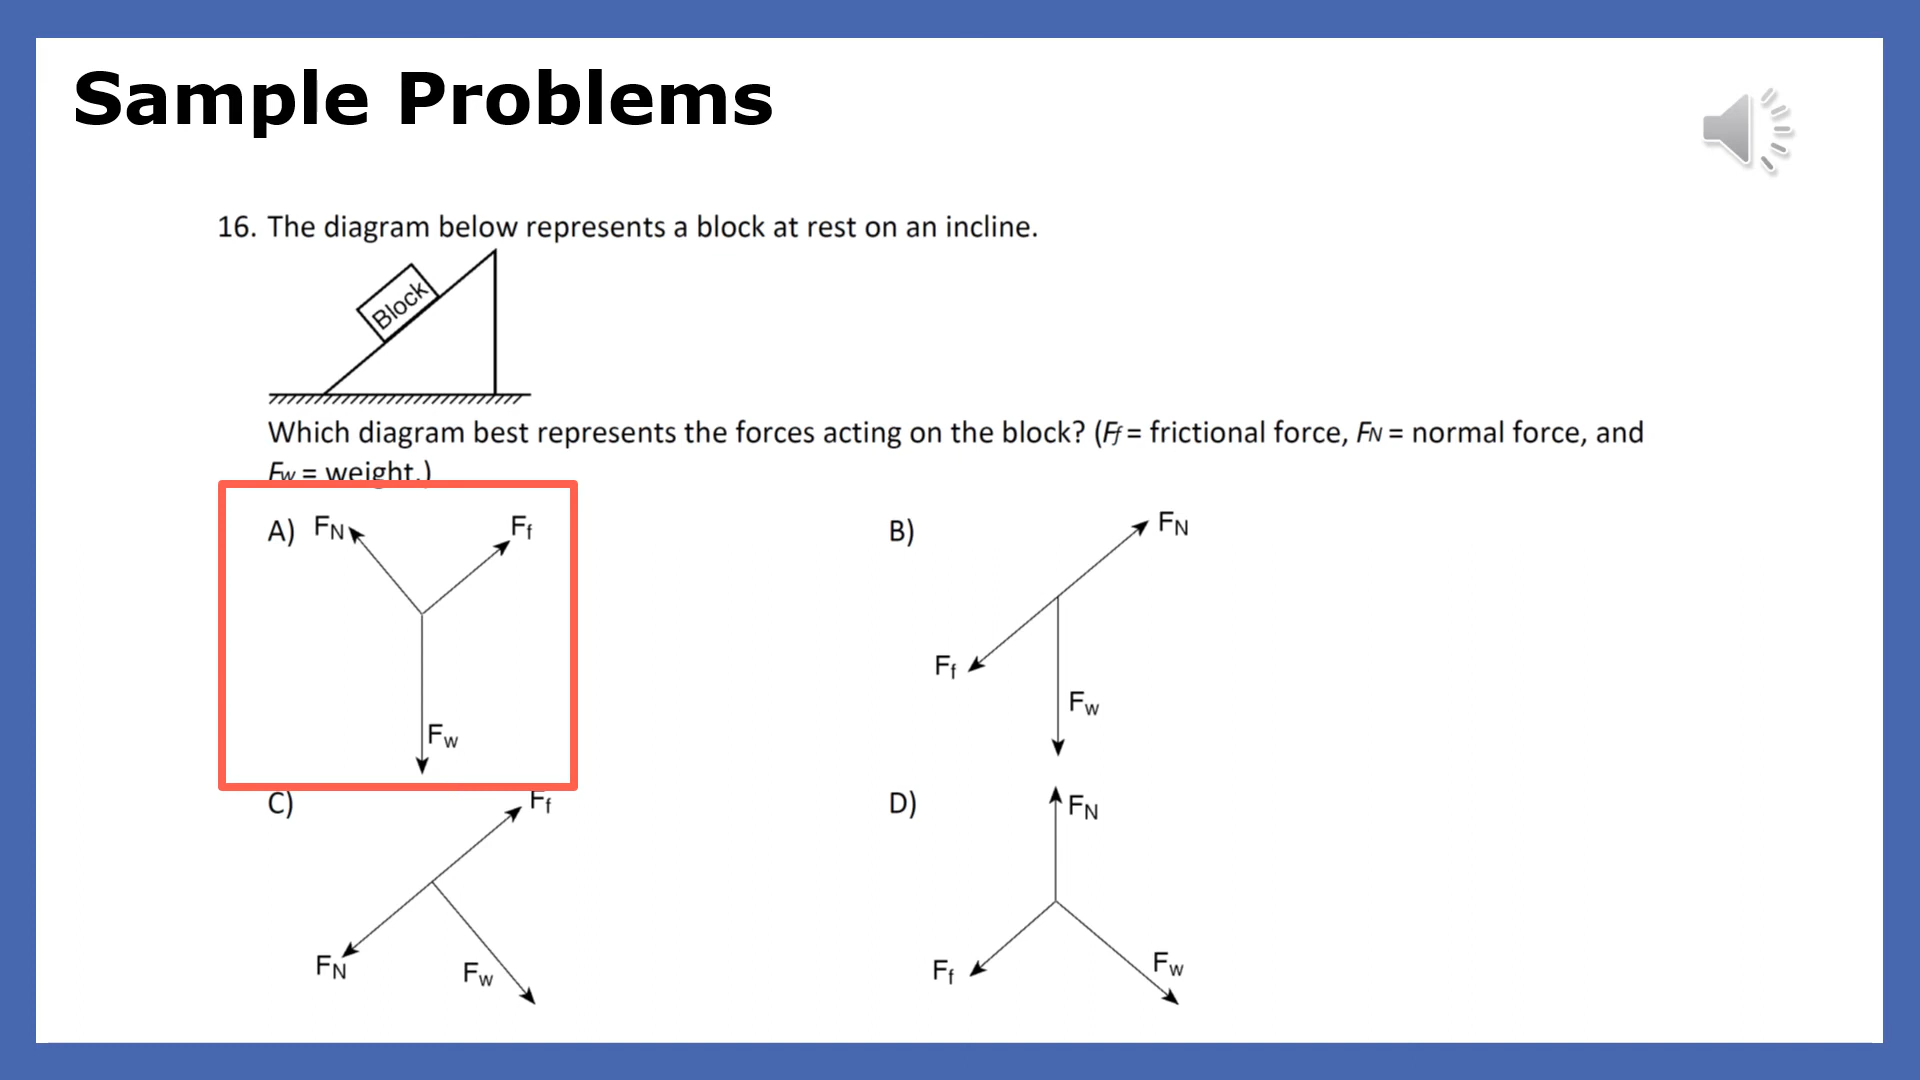 Sample Problems
16. The diagram below represents a block at rest on an incline.
Block
Which diagram best represents the forces acting on the block? (Ff = frictional force, FN = normal force, and
Fw = weight.)
A) FN Ff
Fw
B) FN
Ff
Fw
C) Ff
FN
Fw
D) FN
Ff
Fw